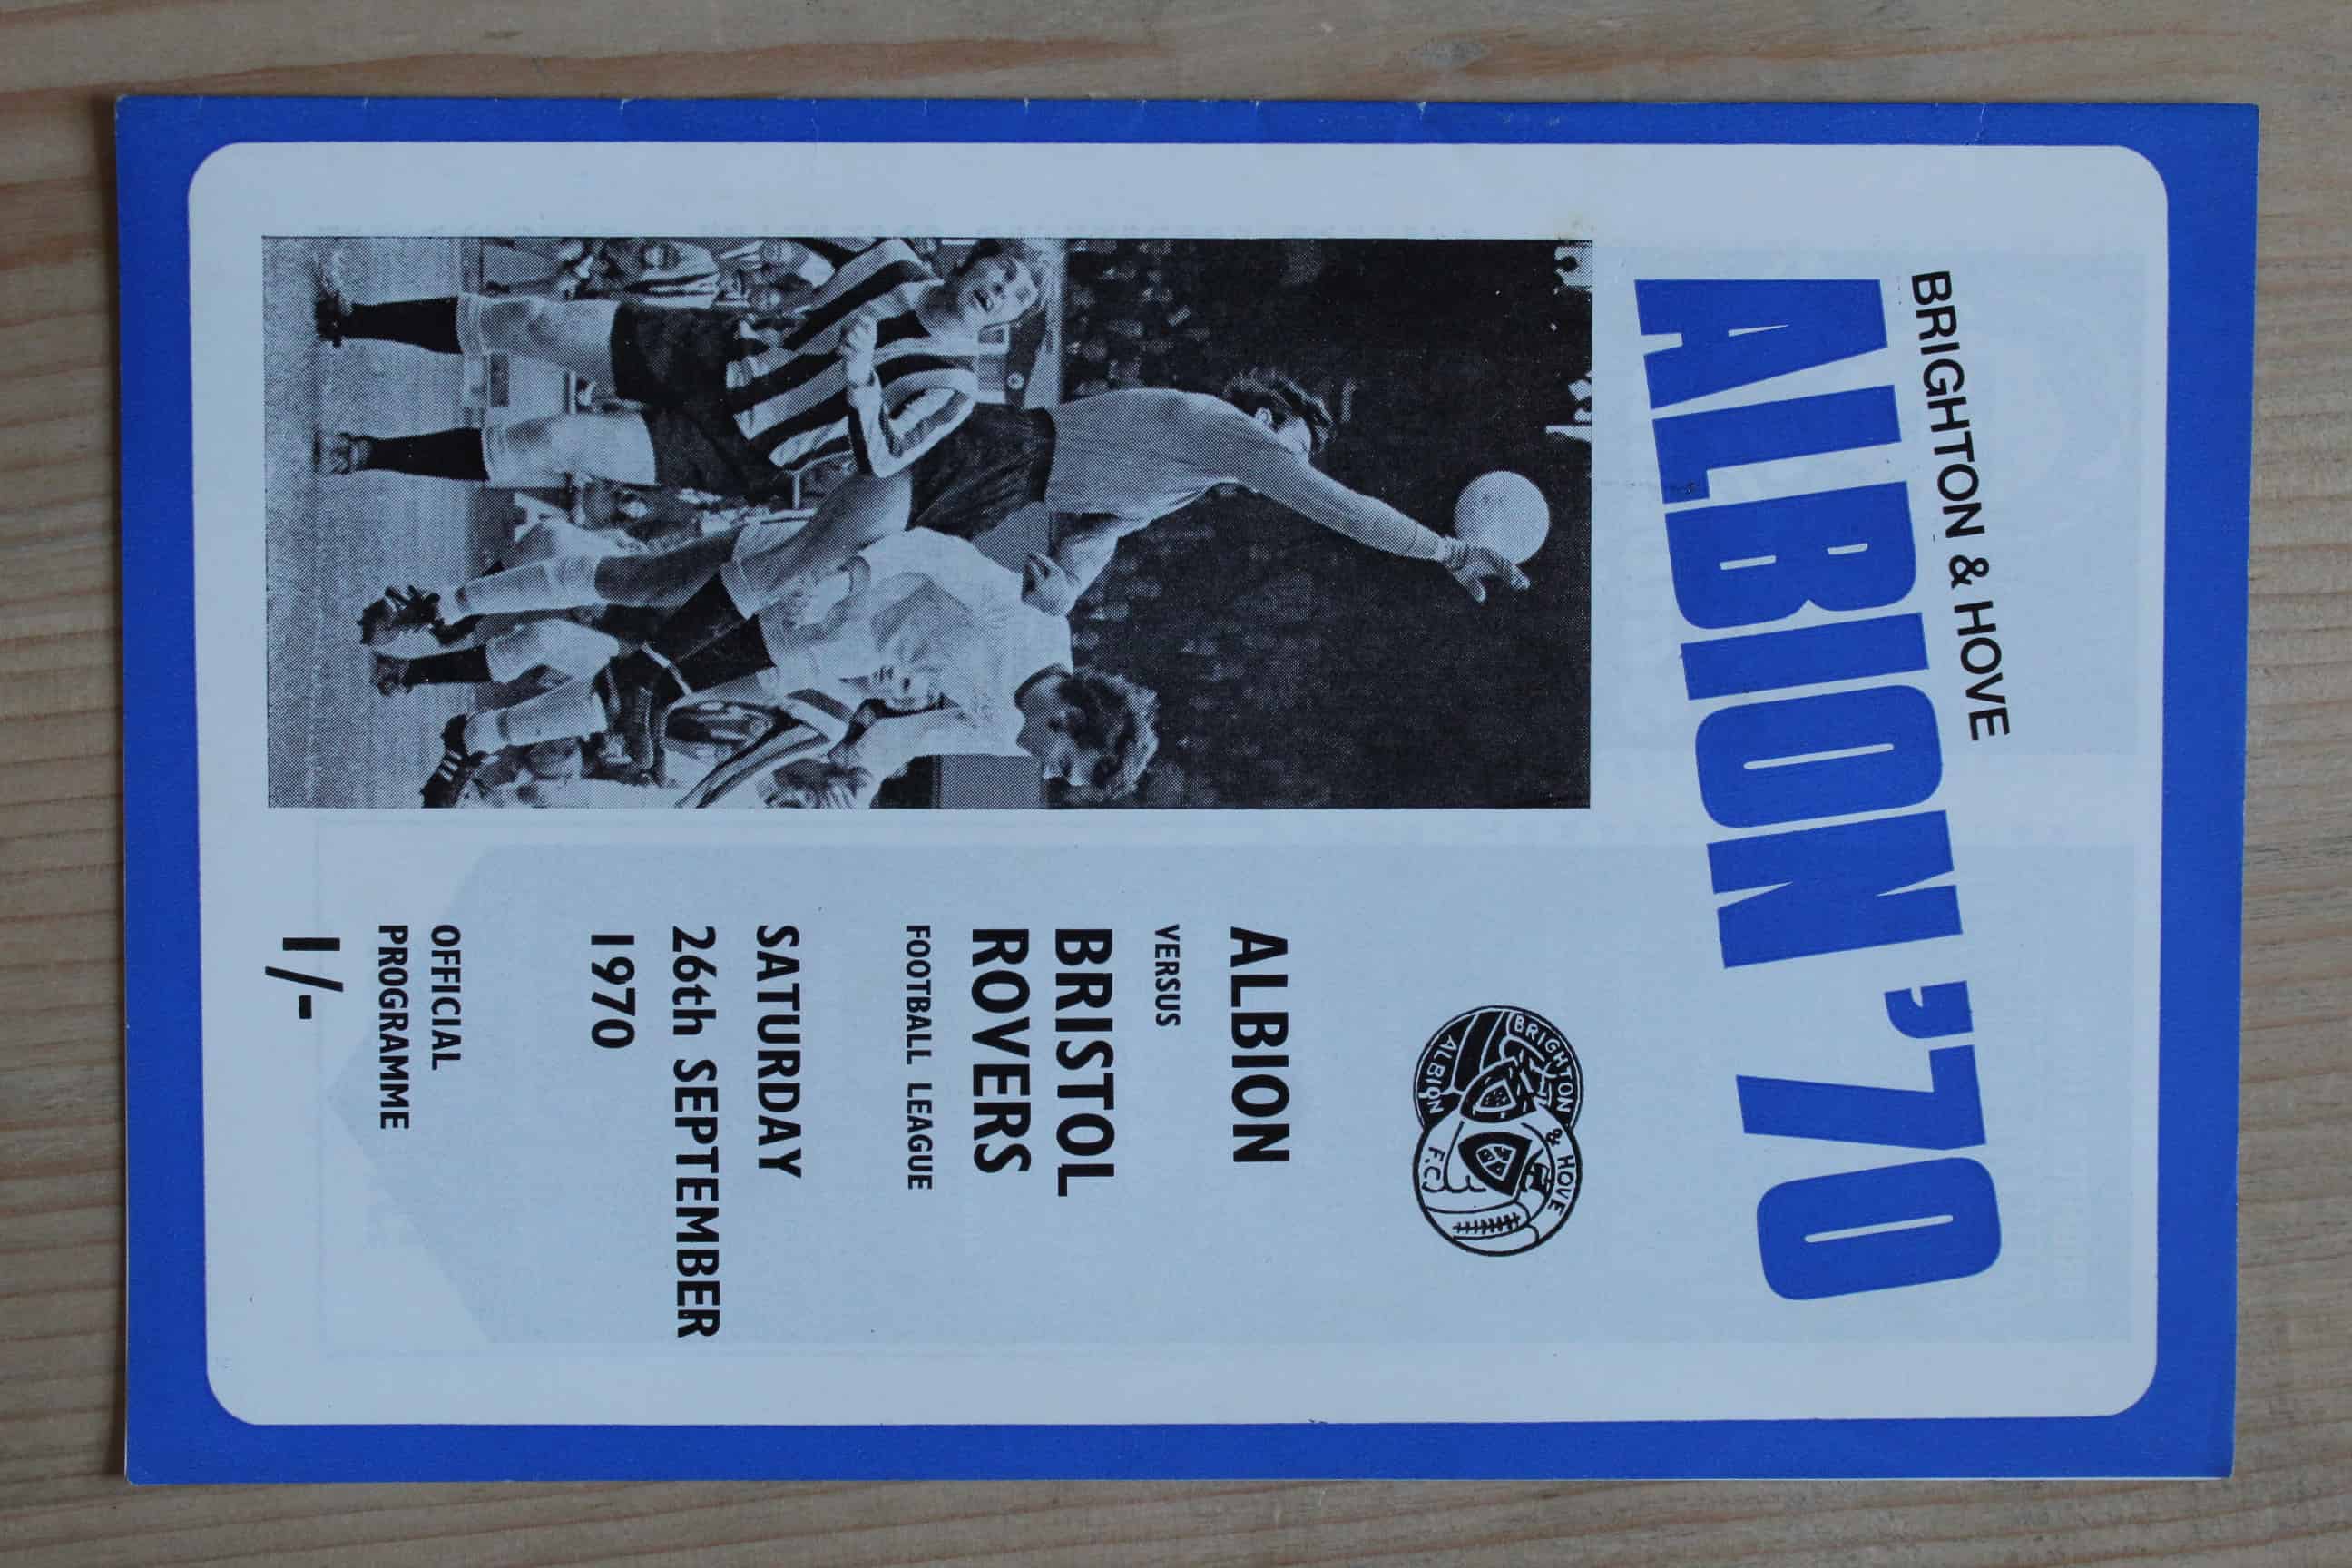 BRIGHTON & HOVE
ALBION '70
BRIGHTON & HOVE
ALBION F.C.
ALBION
VERSUS
BRISTOL
ROVERS
FOOTBALL LEAGUE
SATURDAY
26th SEPTEMBER
1970
OFFICIAL
PROGRAMME
1/-